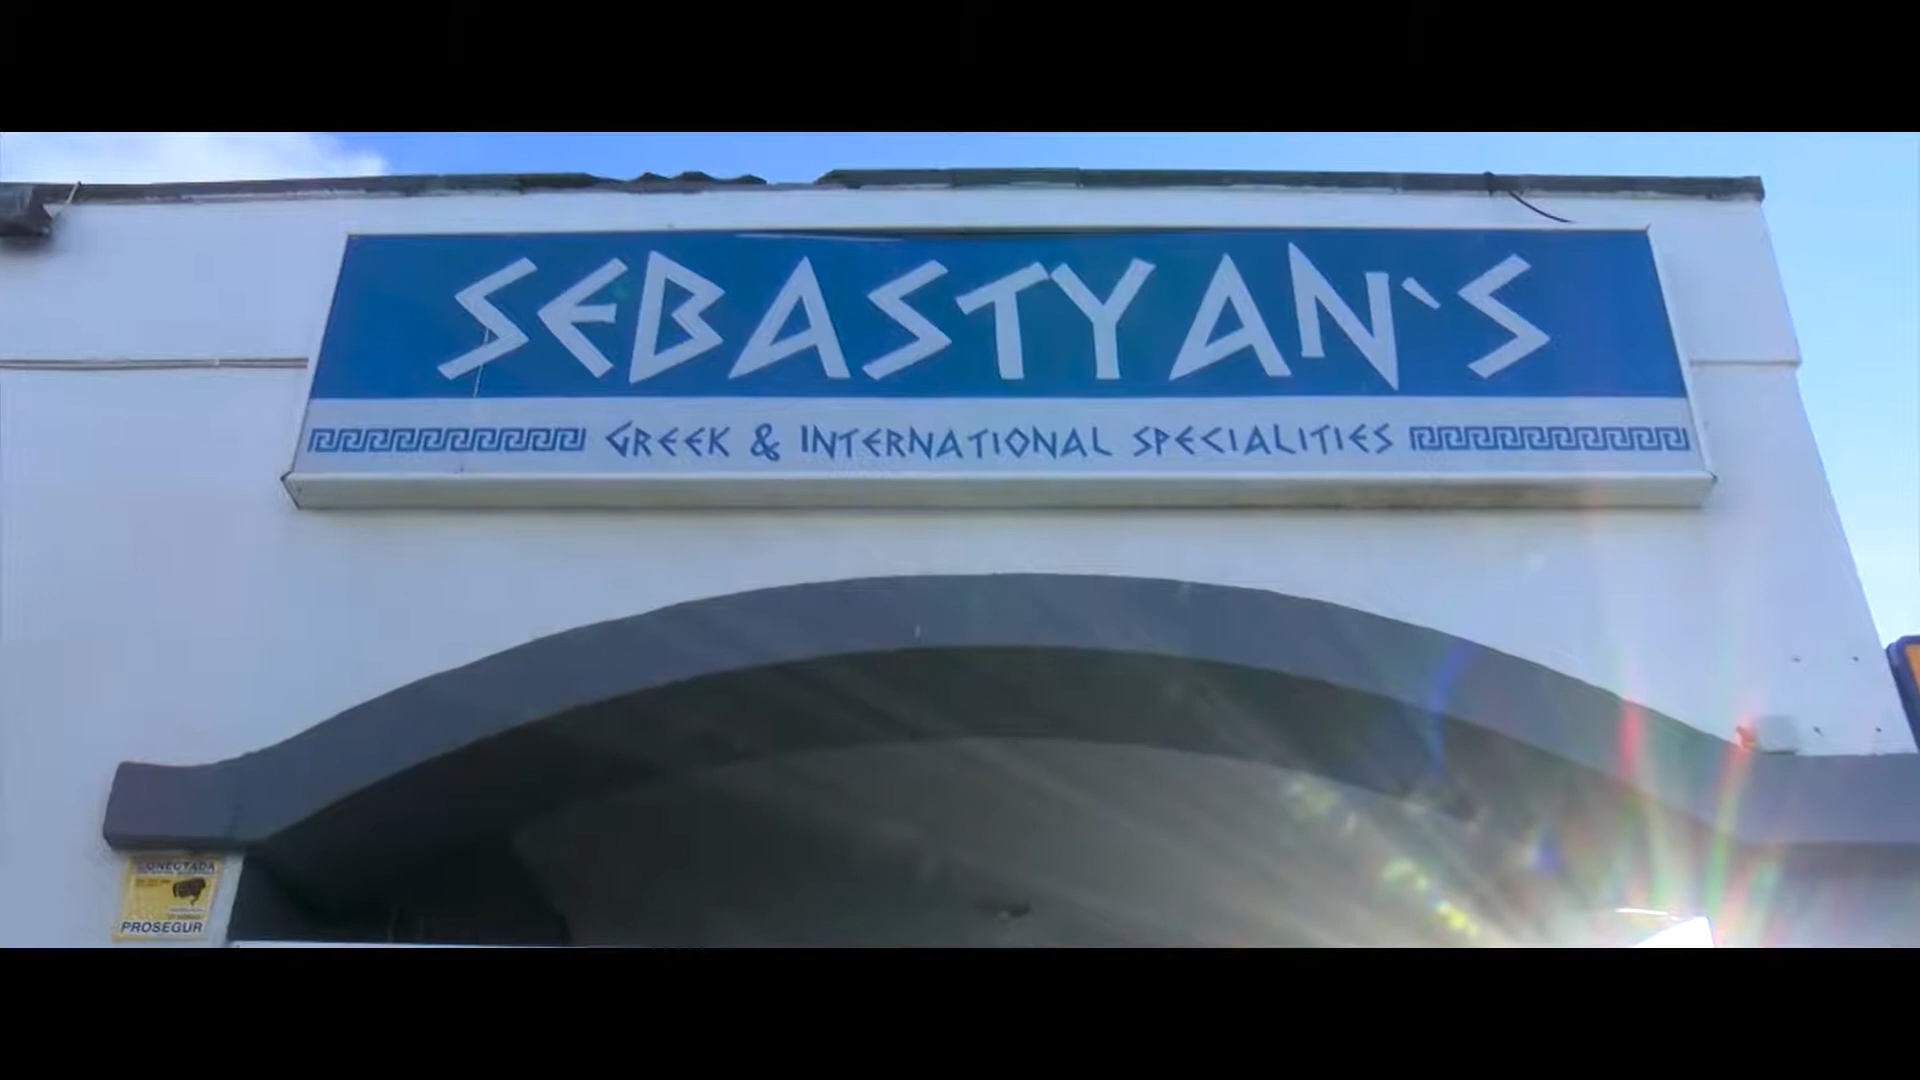 SEBASTYAN'S
GREEK & INTERNATIONAL SPECIALITIES
CONECTADA
PROSEGUR